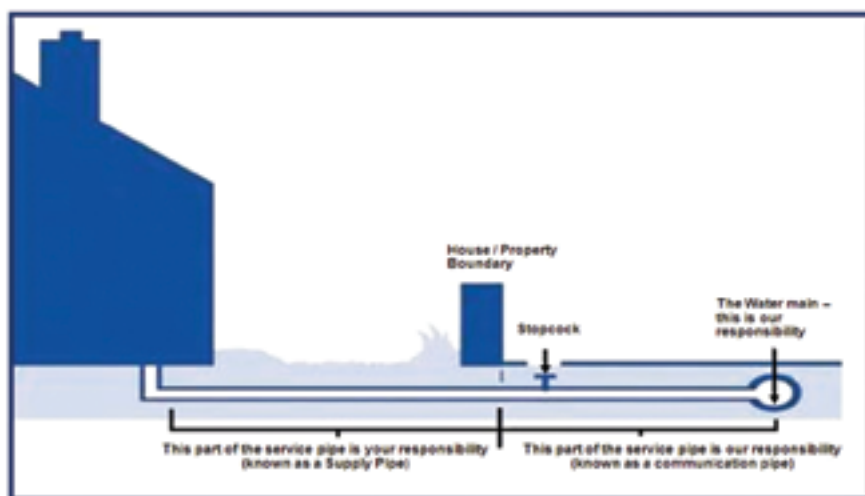 House / Property
Boundary
Stopcock
The Water main –
this is our
responsibility
This part of the service pipe is your responsibility
(known as a Supply Pipe)
This part of the service pipe is our responsibility
(known as a communication pipe)